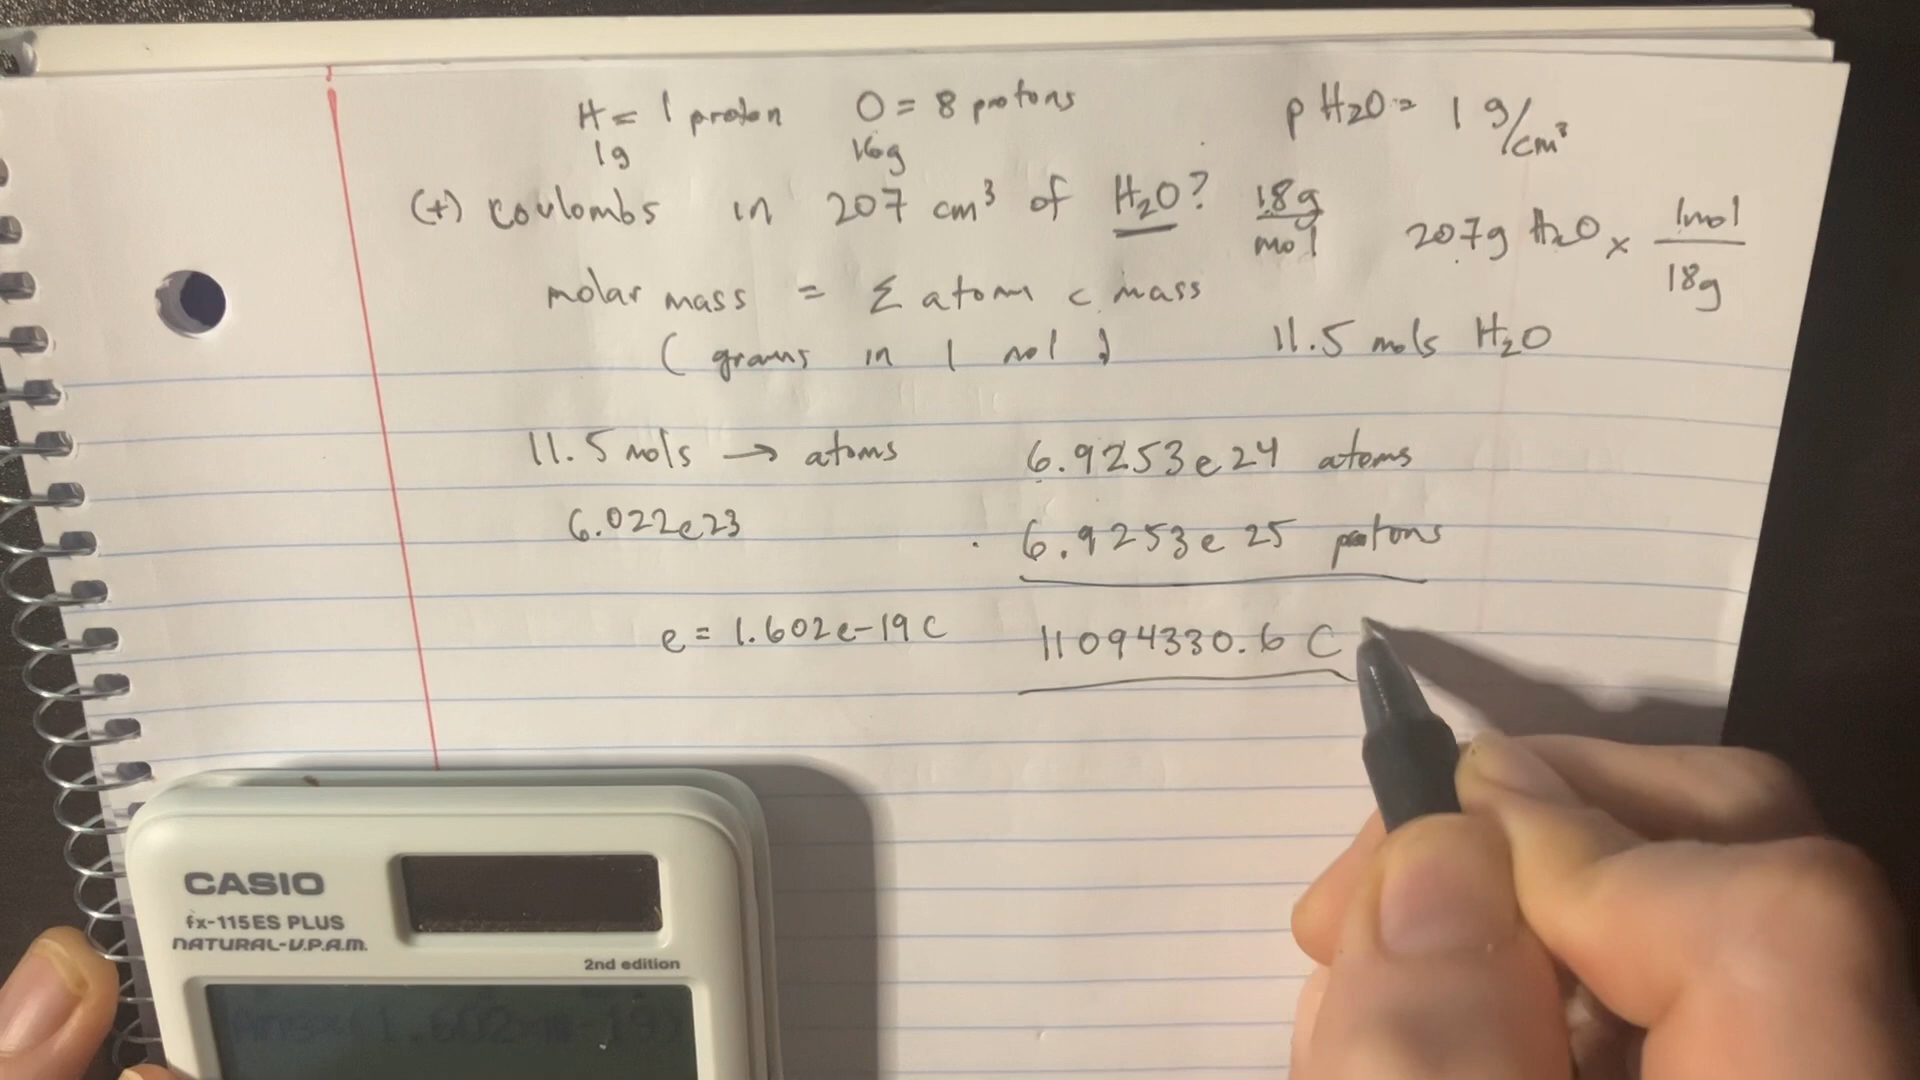 H = 1 proton O = 8 protons ρ H2O = 1 g/cm³
1g 16g
(+) coulombs in 207 cm³ of H₂O? 18g/mol 207g H₂O x 1mol/18g
molar mass = Σ atomic mass
(grams in 1 mol) 11.5 mols H₂O
11.5 mols → atoms 6.9253e24 atoms
6.022e23 6.9253e25 protons
e = 1.602e-19 C 11094330.6 C
CASIO
fx-115ES PLUS
NATURAL-V.P.A.M.
2nd edition
Ans×(1.602×